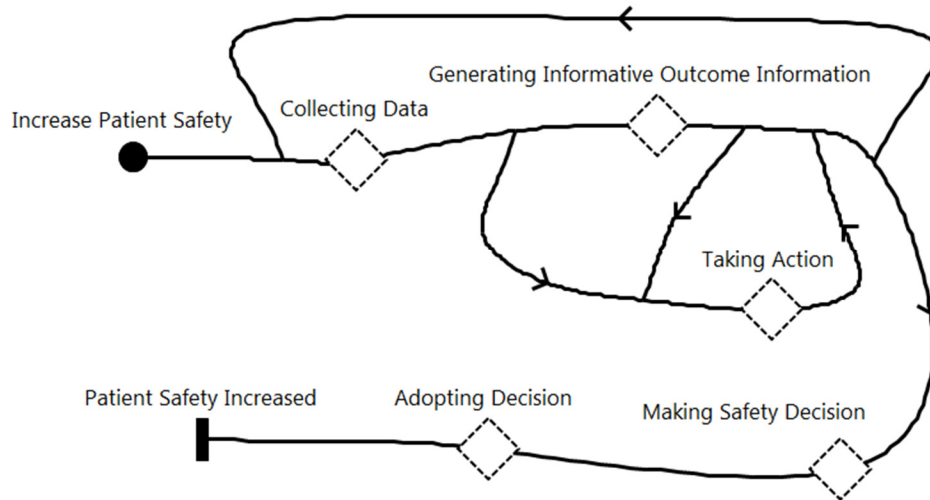 Generating Informative Outcome Information
Collecting Data
Increase Patient Safety
Taking Action
Patient Safety Increased
Adopting Decision
Making Safety Decision